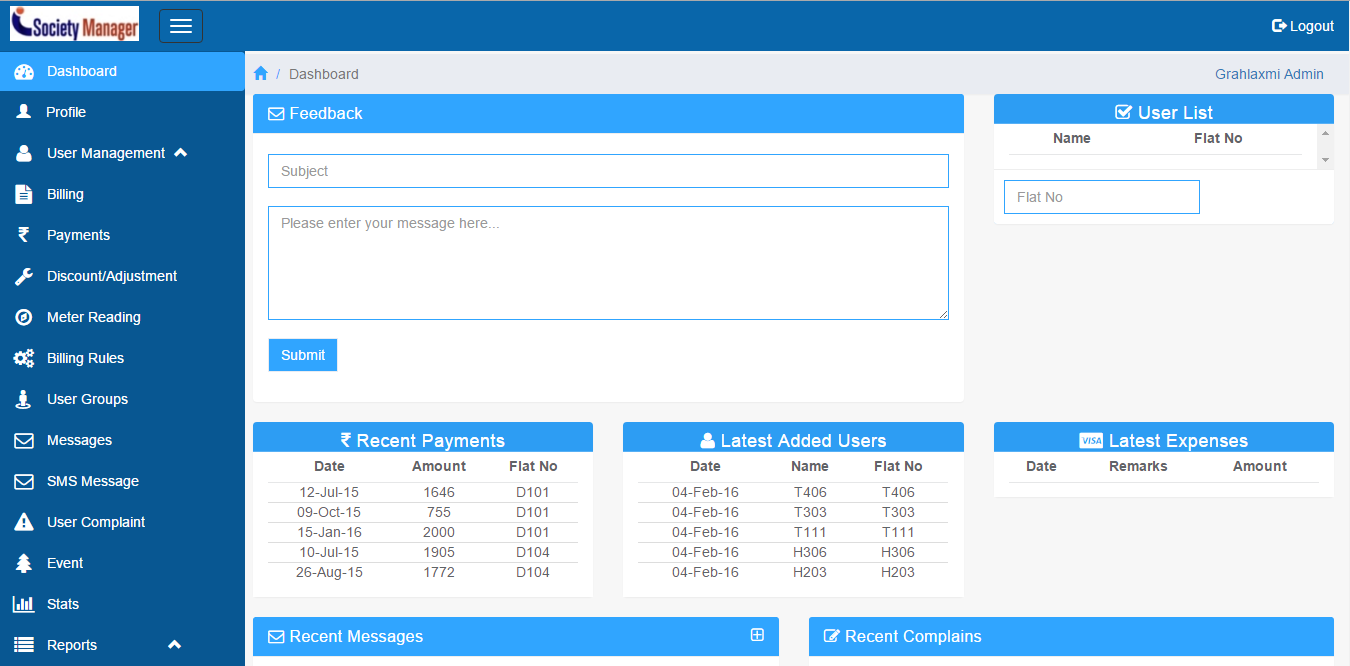 Society Manager
Logout
Dashboard
Profile
User Management
Billing
Payments
Discount/Adjustment
Meter Reading
Billing Rules
User Groups
Messages
SMS Message
User Complaint
Event
Stats
Reports
/ Dashboard
Grahlaxmi Admin
Feedback
Subject
Please enter your message here...
Submit
User List
Name Flat No
Flat No
₹ Recent Payments
Date Amount Flat No
12-Jul-15 1646 D101
09-Oct-15 755 D101
15-Jan-16 2000 D101
10-Jul-15 1905 D104
26-Aug-15 1772 D104
Latest Added Users
Date Name Flat No
04-Feb-16 T406 T406
04-Feb-16 T303 T303
04-Feb-16 T111 T111
04-Feb-16 H306 H306
04-Feb-16 H203 H203
VISA Latest Expenses
Date Remarks Amount
Recent Messages
Recent Complains